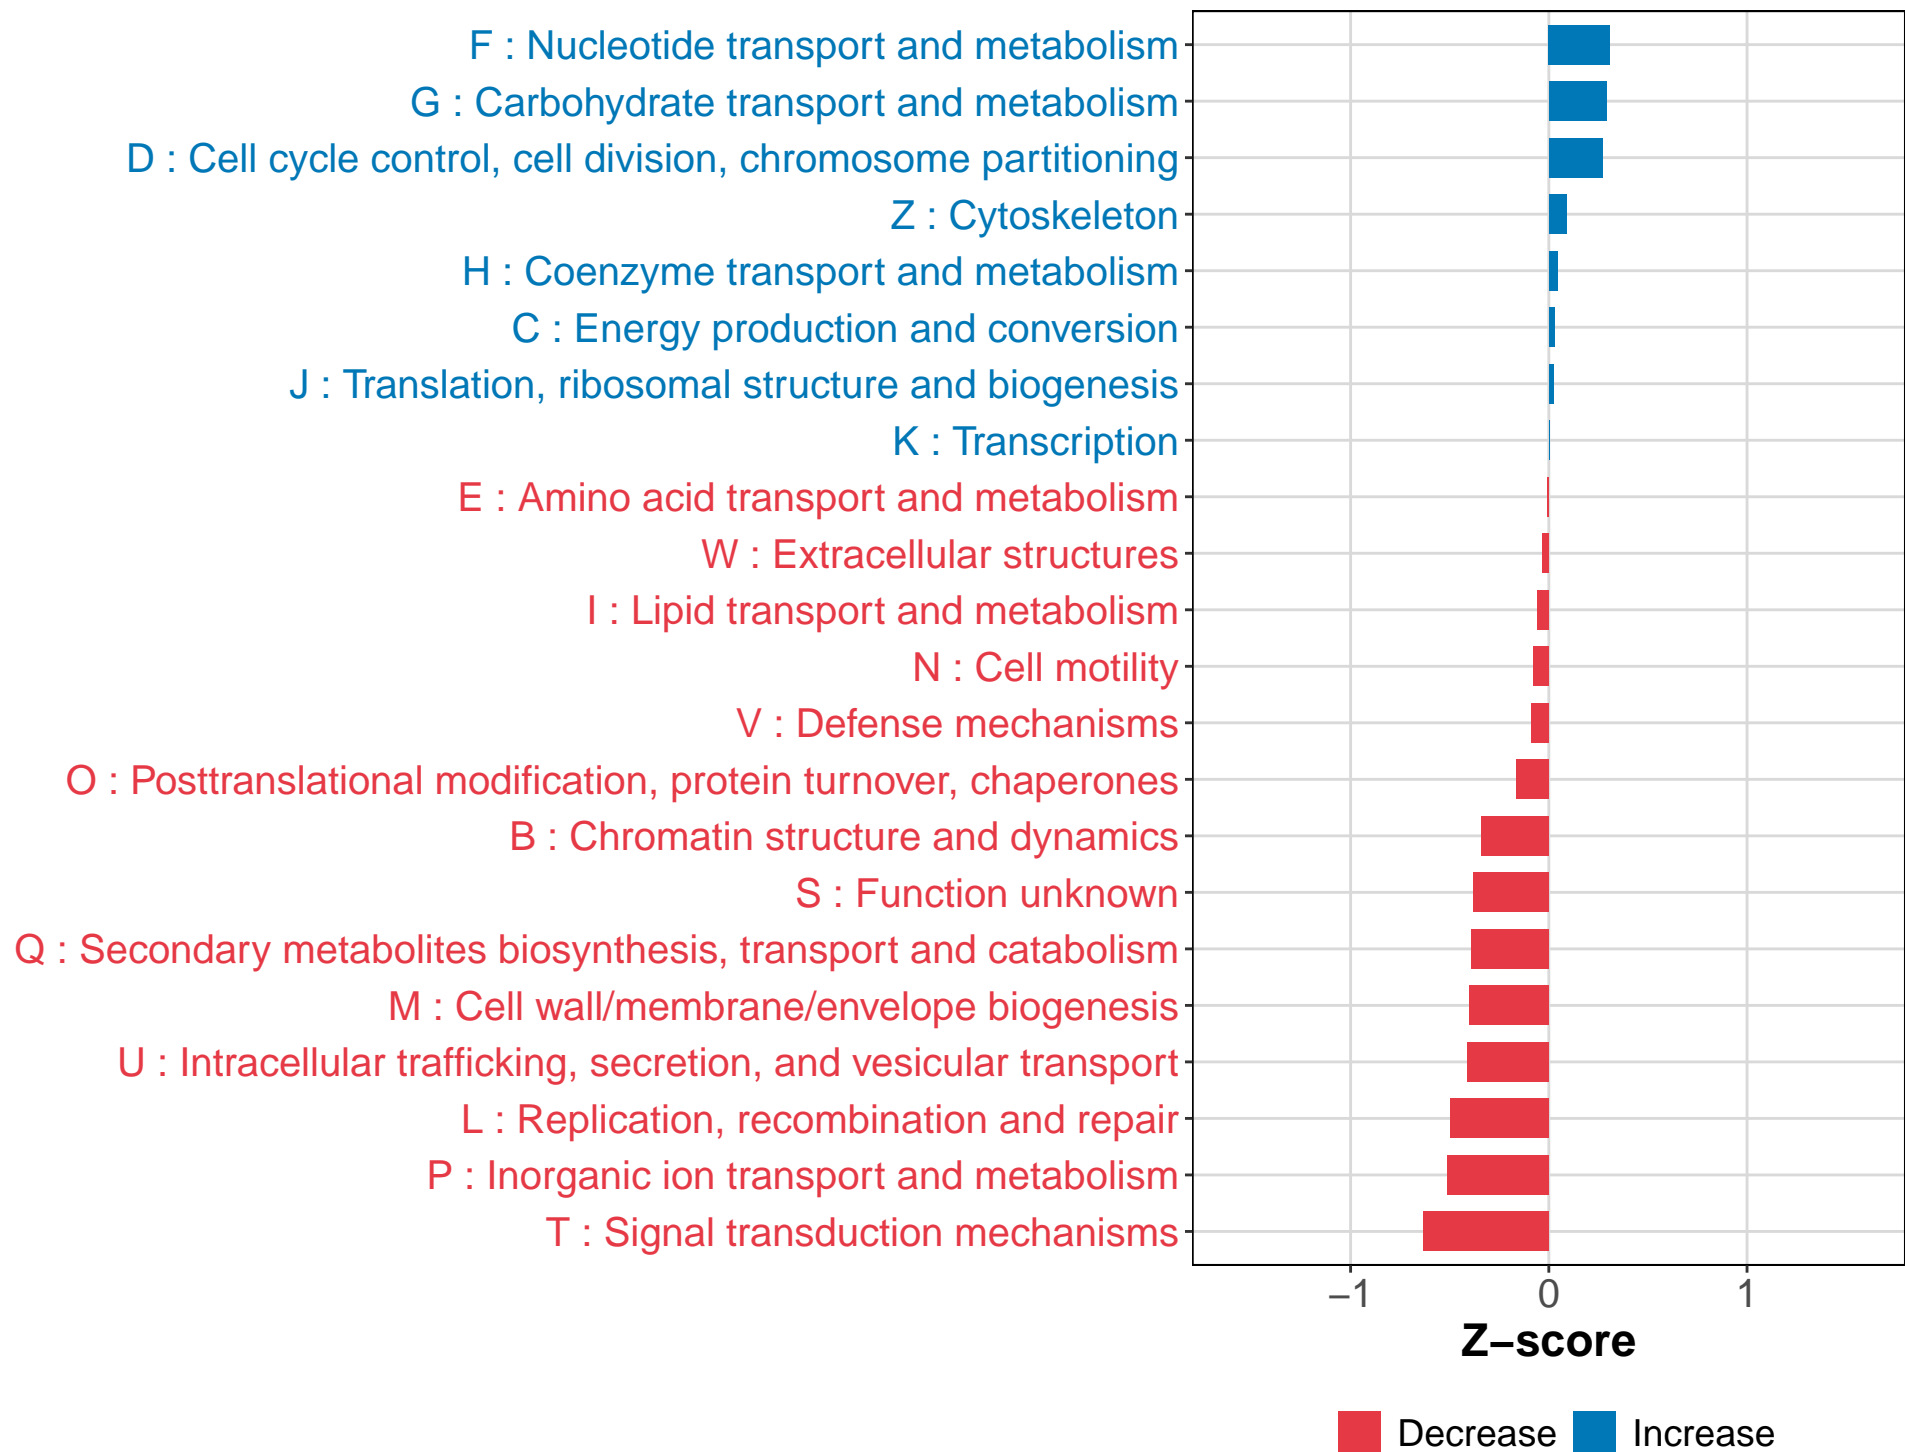 F : Nucleotide transport and metabolism
G : Carbohydrate transport and metabolism
D : Cell cycle control, cell division, chromosome partitioning
Z : Cytoskeleton
H : Coenzyme transport and metabolism
C : Energy production and conversion
J : Translation, ribosomal structure and biogenesis
K : Transcription
E : Amino acid transport and metabolism
W : Extracellular structures
I : Lipid transport and metabolism
N : Cell motility
V : Defense mechanisms
O : Posttranslational modification, protein turnover, chaperones
B : Chromatin structure and dynamics
S : Function unknown
Q : Secondary metabolites biosynthesis, transport and catabolism
M : Cell wall/membrane/envelope biogenesis
U : Intracellular trafficking, secretion, and vesicular transport
L : Replication, recombination and repair
P : Inorganic ion transport and metabolism
T : Signal transduction mechanisms
−1 0 1
Z−score
Decrease Increase